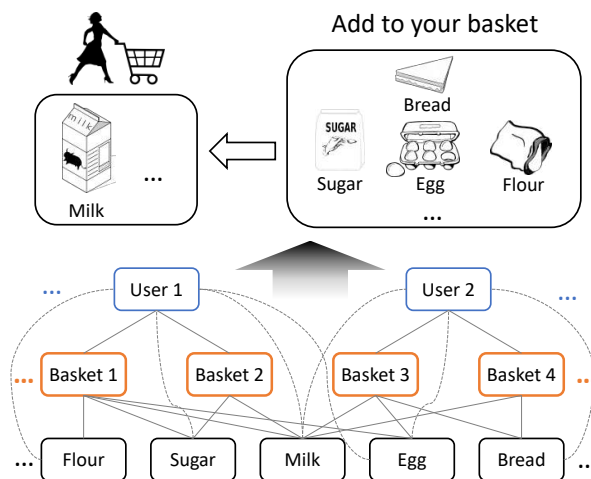 Add to your basket
milk
Milk
...
Bread
SUGAR
Sugar
Egg
Flour
...
... User 1 User 2 ...
... Basket 1 Basket 2 Basket 3 Basket 4 ...
... Flour Sugar Milk Egg Bread ...